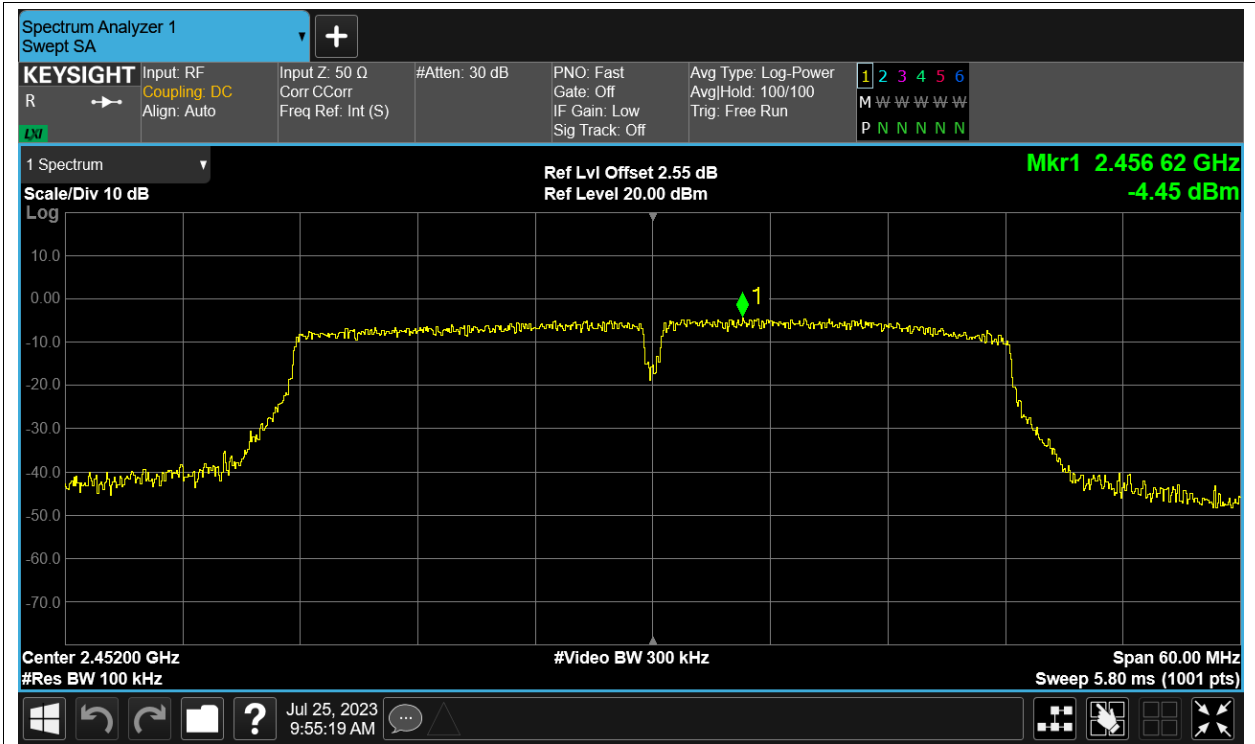 Spectrum Analyzer 1
Swept SA
KEYSIGHT
R
LXI
Input: RF
Coupling: DC
Align: Auto
Input Z: 50 Ω
Corr CCorr
Freq Ref: Int (S)
#Atten: 30 dB
PNO: Fast
Gate: Off
IF Gain: Low
Sig Track: Off
Avg Type: Log-Power
Avg|Hold: 100/100
Trig: Free Run
1 2 3 4 5 6
M W W W W W
P N N N N N
1 Spectrum
Scale/Div 10 dB
Ref Lvl Offset 2.55 dB
Ref Level 20.00 dBm
Mkr1 2.456 62 GHz
-4.45 dBm
Log
10.0
0.00
-10.0
-20.0
-30.0
-40.0
-50.0
-60.0
-70.0
1
Center 2.45200 GHz
#Video BW 300 kHz
Span 60.00 MHz
#Res BW 100 kHz
Sweep 5.80 ms (1001 pts)
?
Jul 25, 2023
9:55:19 AM